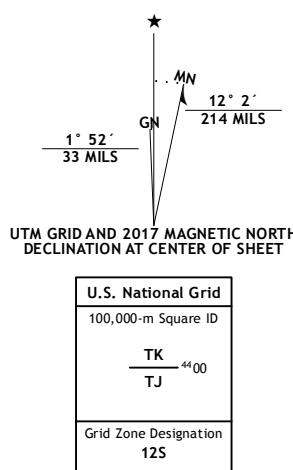 ★
MN
GN
12° 2´
214 MILS
1° 52´
33 MILS
UTM GRID AND 2017 MAGNETIC NORTH
DECLINATION AT CENTER OF SHEET
U.S. National Grid
100,000-m Square ID
TK
4400
TJ
Grid Zone Designation
12S